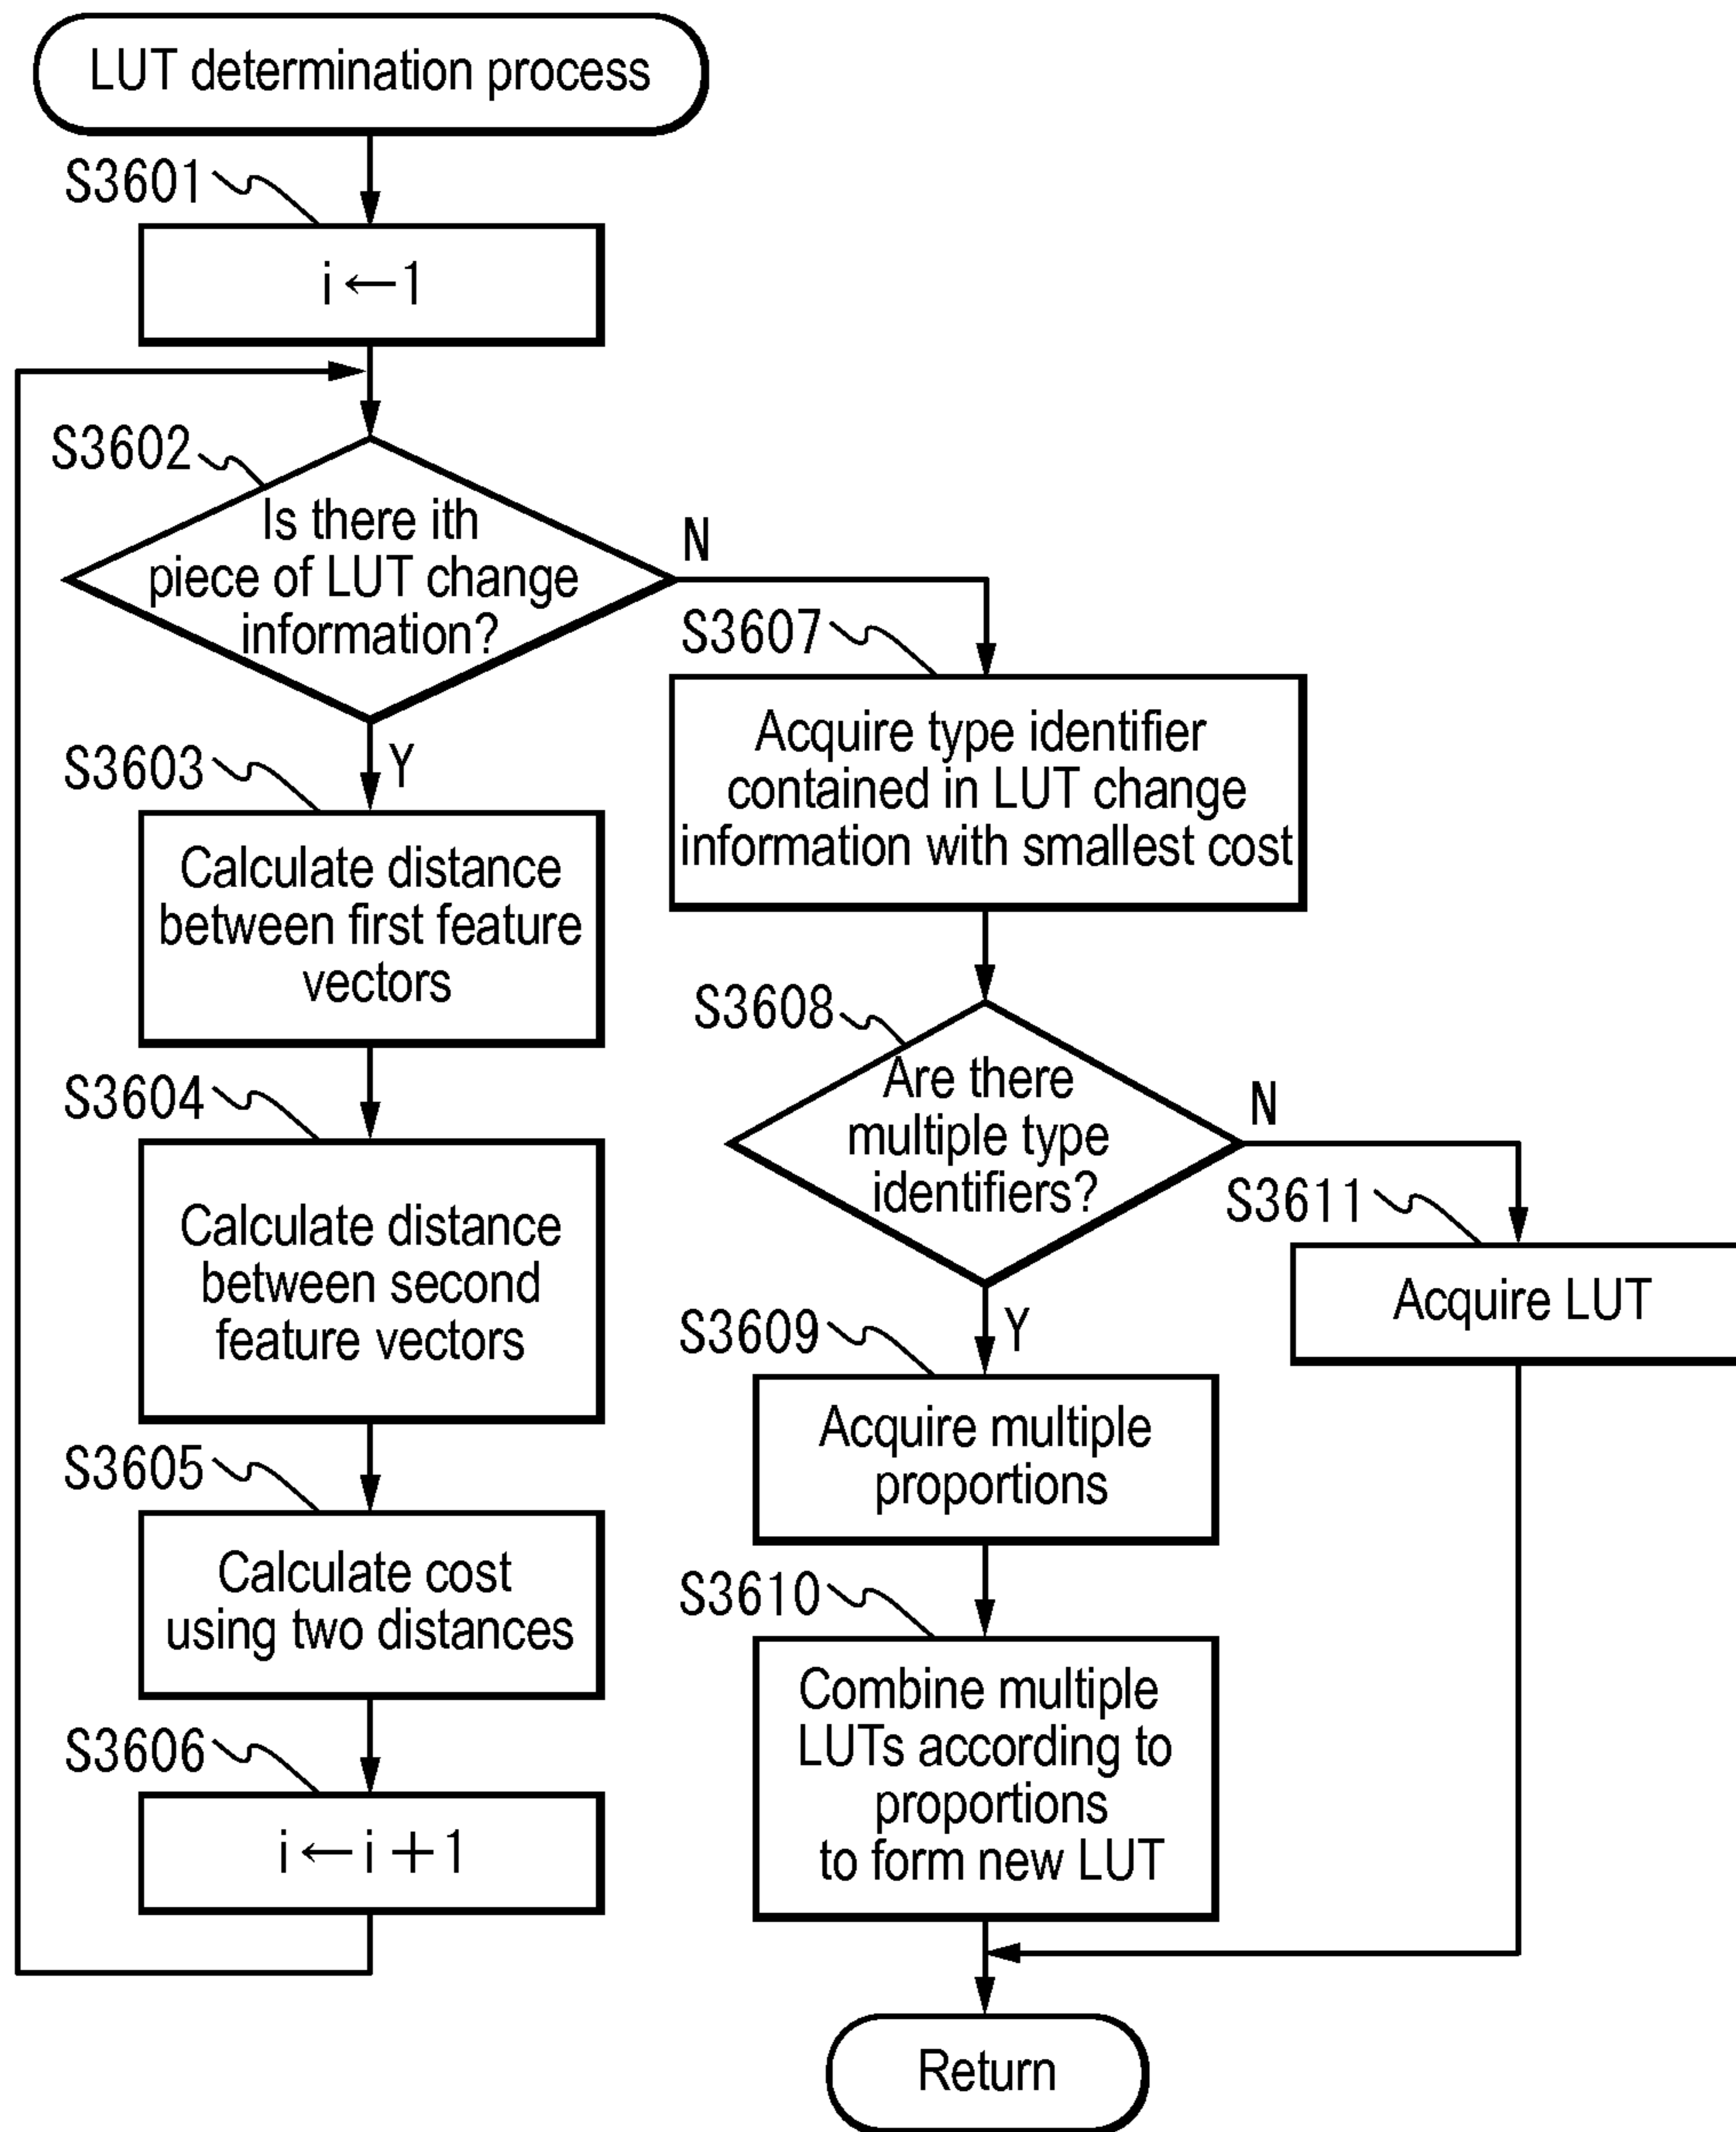 LUT determination process
S3601
i←1
S3602
Is there ith
piece of LUT change
information?
N
Y
S3603
Calculate distance
between first feature
vectors
S3604
Calculate distance
between second
feature vectors
S3605
Calculate cost
using two distances
S3606
i←i+1
S3607
Acquire type identifier
contained in LUT change
information with smallest cost
S3608
Are there
multiple type
identifiers?
N
Y
S3609
Acquire multiple
proportions
S3610
Combine multiple
LUTs according to
proportions
to form new LUT
S3611
Acquire LUT
Return